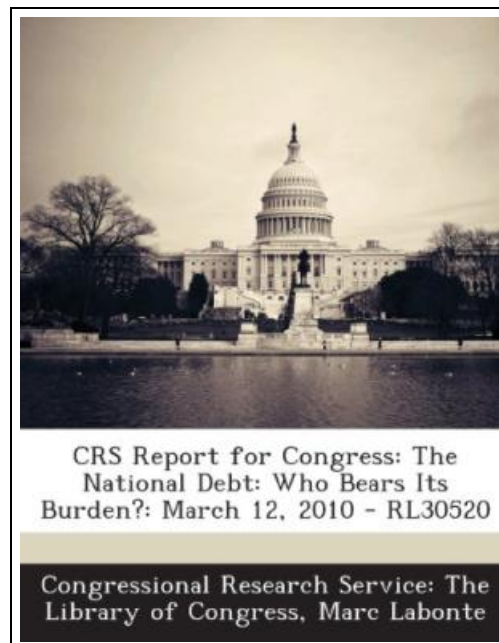 CRS Report for Congress: The
National Debt: Who Bears Its
Burden?: March 12, 2010 - RL30520
Congressional Research Service: The
Library of Congress, Marc Labonte